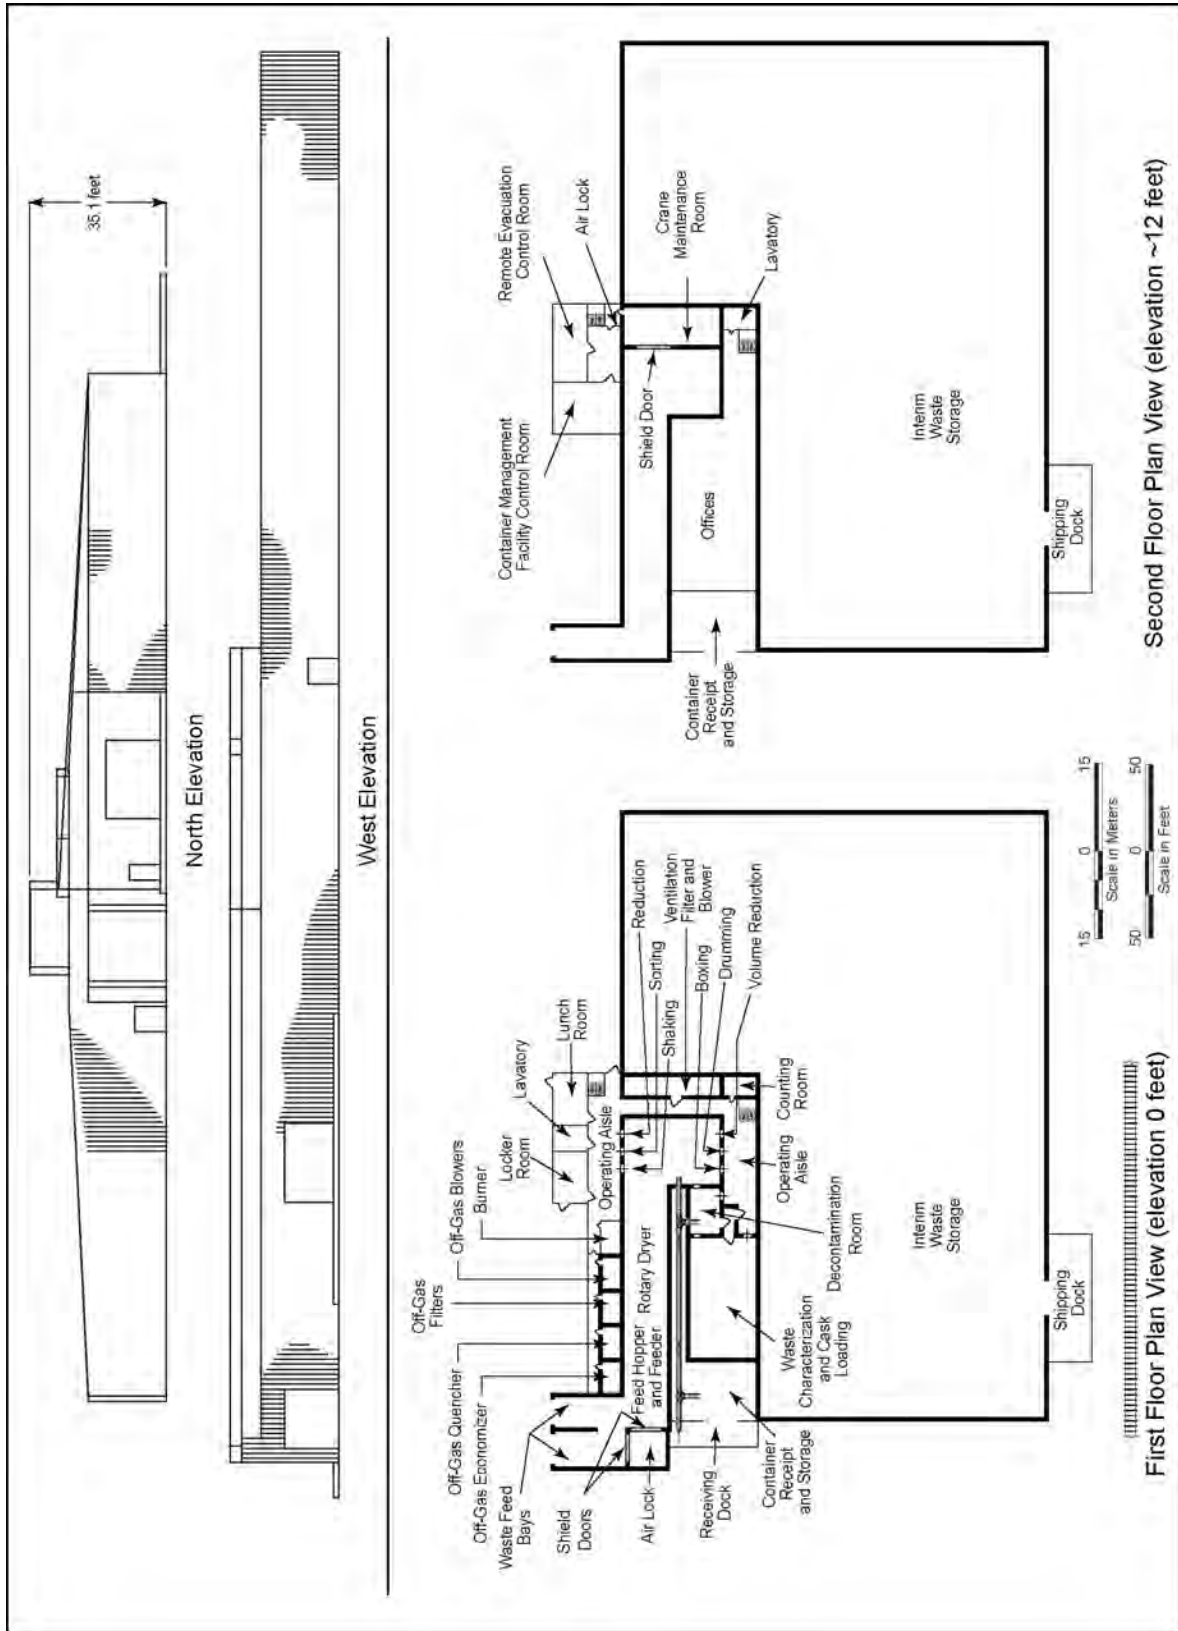 35.1 feet
North Elevation
West Elevation
Off-Gas
Filters
Off-Gas Quencher
Off-Gas Economizer
Waste Feed
Bays
Shield
Doors
Air Lock
Receiving
Dock
Container
Receipt
and Storage
Off-Gas Blowers
Burner
Locker
Room
Lavatory
Lunch
Room
Operating Aisle
Feed Hopper
and Feeder
Rotary Dryer
Reduction
Sorting
Shaking
Ventilation
Filter and
Blower
Boxing
Drumming
Volume Reduction
Counting
Room
Operating
Aisle
Decontamination
Room
Waste
Characterization
and Cask
Loading
Interim
Waste
Storage
Shipping
Dock
First Floor Plan View (elevation 0 feet)
15
0
15
Scale in Meters
50
0
50
Scale in Feet
Container Management
Facility Control Room
Remote Evacuation
Control Room
Air Lock
Crane
Maintenance
Room
Lavatory
Shield Door
Offices
Container
Receipt
and Storage
Interim
Waste
Storage
Shipping
Dock
Second Floor Plan View (elevation ~12 feet)